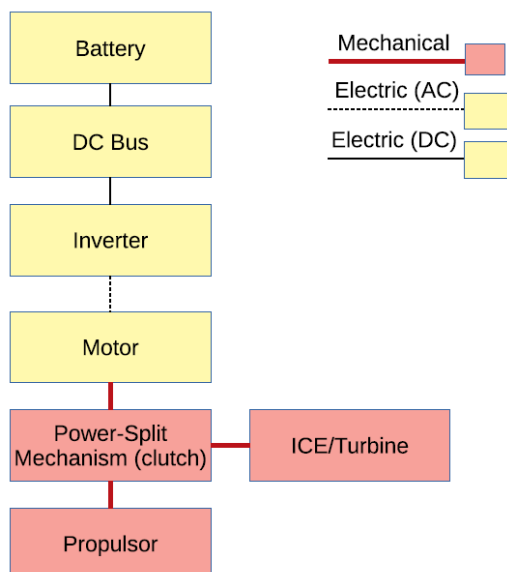 Battery
DC Bus
Inverter
Motor
Power-Split
Mechanism (clutch)
ICE/Turbine
Propulsor
Mechanical
Electric (AC)
Electric (DC)